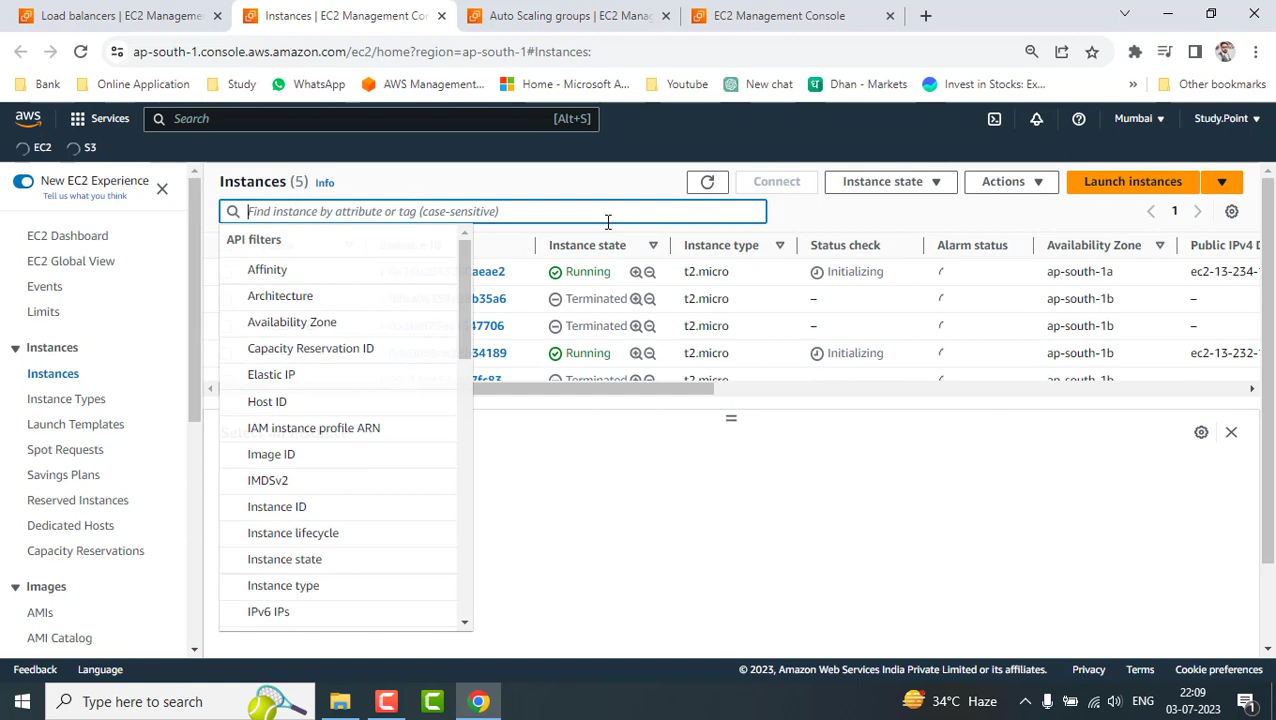 Load balancers | EC2 Manageme
Instances | EC2 Management Co
Auto Scaling groups | EC2 Mana
EC2 Management Console
ap-south-1.console.aws.amazon.com/ec2/home?region=ap-south-1#Instances:
Bank
Online Application
Study
WhatsApp
AWS Management...
Home - Microsoft A...
Youtube
New chat
Dhan - Markets
Invest in Stocks: Ex...
»
Other bookmarks
aws
Services
Search
[Alt+S]
Mumbai
Study.Point
EC2
S3
New EC2 Experience
Tell us what you think
EC2 Dashboard
EC2 Global View
Events
Limits
Instances
Instances
Instance Types
Launch Templates
Spot Requests
Savings Plans
Reserved Instances
Dedicated Hosts
Capacity Reservations
Images
AMIs
AMI Catalog
Instances (5) Info
Connect
Instance state
Actions
Launch instances
Find instance by attribute or tag (case-sensitive)
1
API filters
Affinity
Architecture
Availability Zone
Capacity Reservation ID
Elastic IP
Host ID
IAM instance profile ARN
Image ID
IMDSv2
Instance ID
Instance lifecycle
Instance state
Instance type
IPv6 IPs
Instance state
Instance type
Status check
Alarm status
Availability Zone
Public IPv4 D
aeae2 Running t2.micro Initializing ap-south-1a ec2-13-234-
b35a6 Terminated t2.micro – ap-south-1b –
47706 Terminated t2.micro – ap-south-1b –
34189 Running t2.micro Initializing ap-south-1b ec2-13-232-
7fc83 Terminated t2.micro – ap-south-1b –
Feedback
Language
© 2023, Amazon Web Services India Private Limited or its affiliates.
Privacy
Terms
Cookie preferences
Type here to search
34°C Haze
ENG
22:09
03-07-2023
1